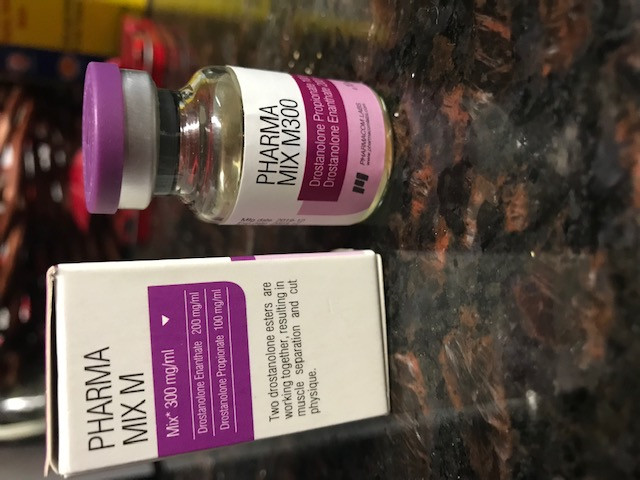 PHARMA
MIX M300
Drostanolone Propionate
Drostanolone Enanthate
PHARMACOM LABS
PHARMA
MIX M
Mix* 300 mg/ml
Drostanolone Enanthate 200 mg/ml
Drostanolone Propionate 100 mg/ml
Two drostanolone esters are
working together, resulting in
muscle separation and cut
physique.